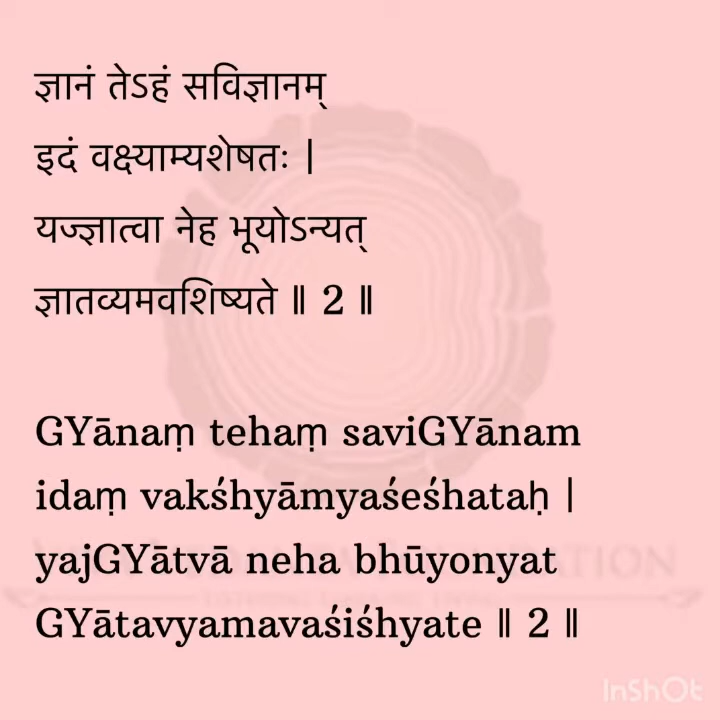 ज्ञानं तेऽहं सविज्ञानम्
इदं वक्ष्याम्यशेषतः |
यज्ज्ञात्वा नेह भूयोऽन्यत्
ज्ञातव्यमवशिष्यते ॥ 2 ॥
GYānaṃ tehaṃ saviGYānam
idaṃ vakśhyāmyaśeśhataḥ |
yajGYātvā neha bhūyonyat
GYātavyamavaśiśhyate ॥ 2 ॥
InShOt